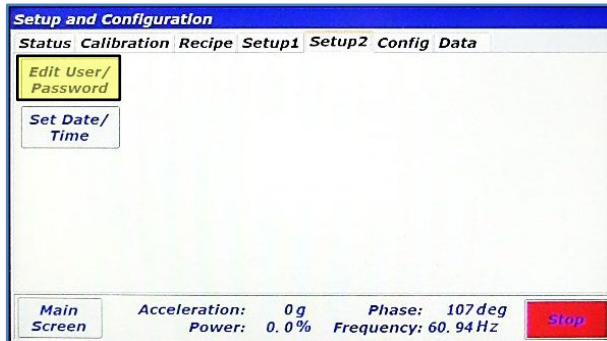 Setup and Configuration
Status Calibration Recipe Setup1 Setup2 Config Data
Edit User/
Password
Set Date/
Time
Main
Screen
Acceleration: 0 g Phase: 107 deg
Power: 0.0% Frequency: 60.94 Hz
Stop